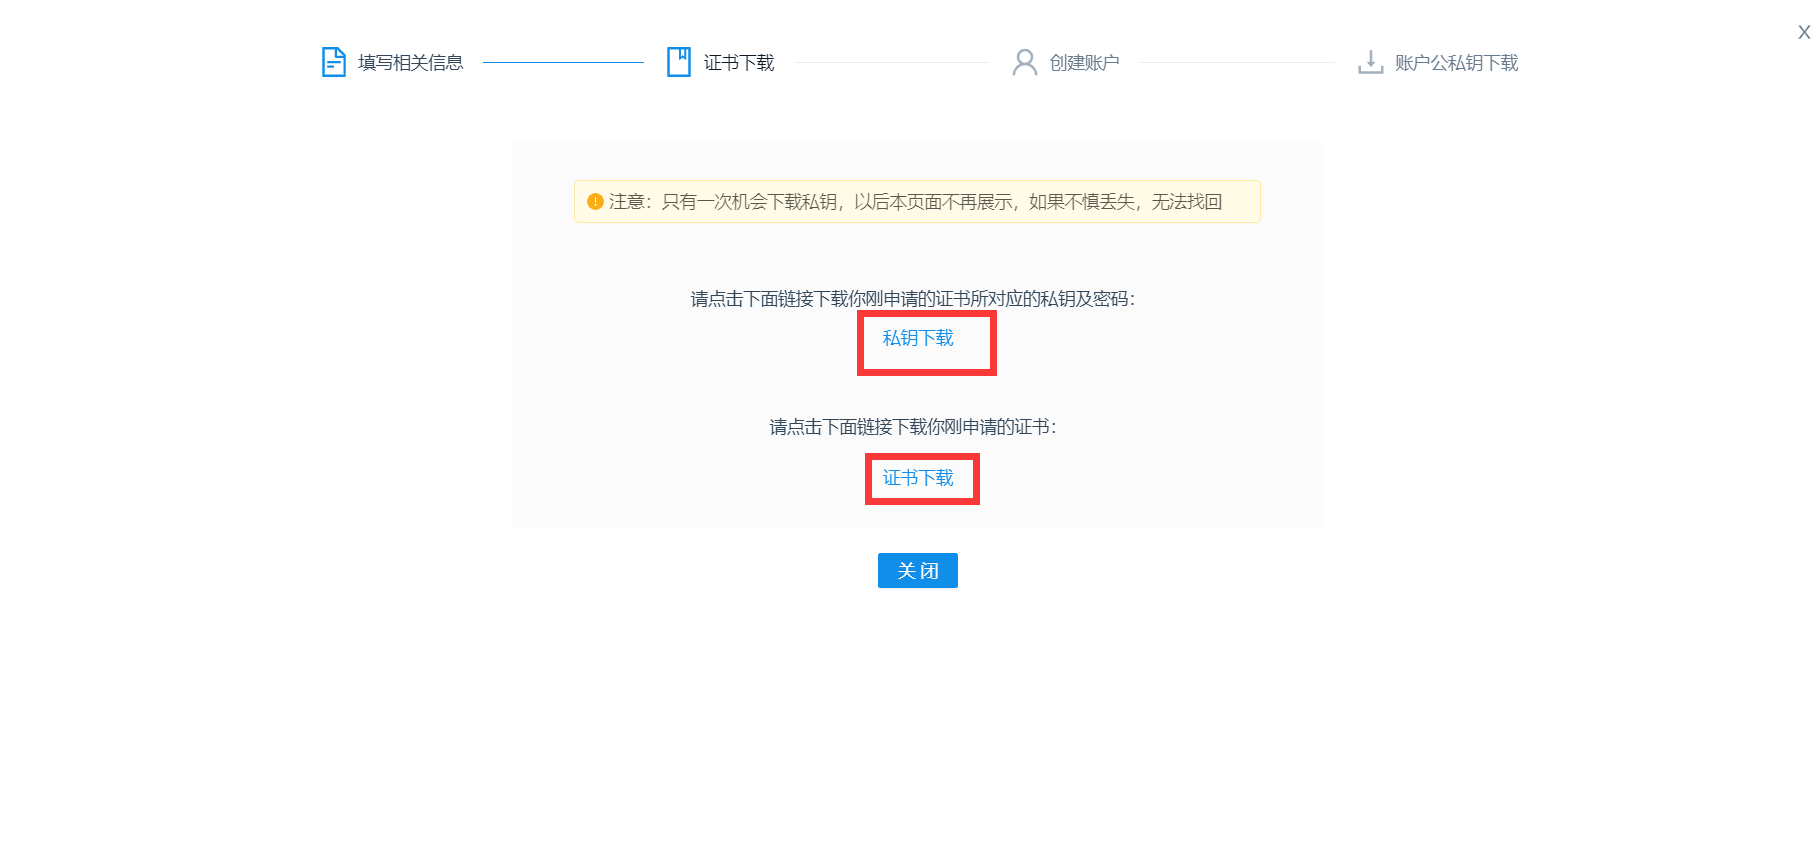 X
填写相关信息
证书下载
创建账户
账户公私钥下载
注意：只有一次机会下载私钥，以后本页面不再展示，如果不慎丢失，无法找回
请点击下面链接下载你刚申请的证书所对应的私钥及密码：
私钥下载
请点击下面链接下载你刚申请的证书：
证书下载
关 闭